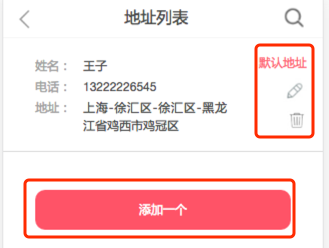 地址列表
姓名： 王子 默认地址
电话： 13222226545
地址： 上海-徐汇区-徐汇区-黑龙
江省鸡西市鸡冠区
添加一个